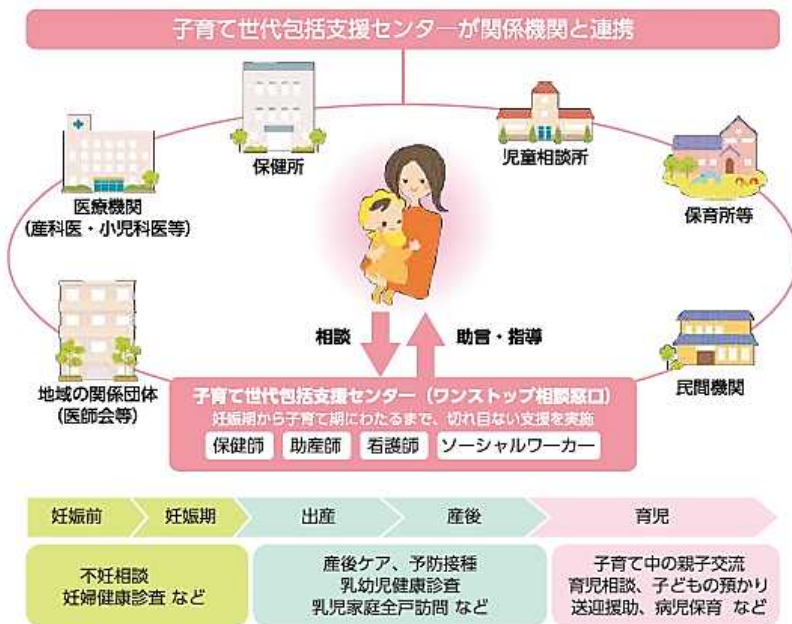 子育て世代包括支援センターが関係機関と連携
保健所
児童相談所
医療機関
(産科医・小児科医等)
保育所等
相談
助言・指導
地域の関係団体
(医師会等)
民間機関
子育て世代包括支援センター（ワンストップ相談窓口）
妊娠期から子育て期にわたるまで、切れ目ない支援を実施
保健師 助産師 看護師 ソーシャルワーカー
妊娠前 妊娠期 出産 産後 育児
不妊相談
妊婦健康診査 など
産後ケア、予防接種
乳幼児健康診査
乳児家庭全戸訪問 など
子育て中の親子交流
育児相談、子どもの預かり
送迎援助、病児保育 など